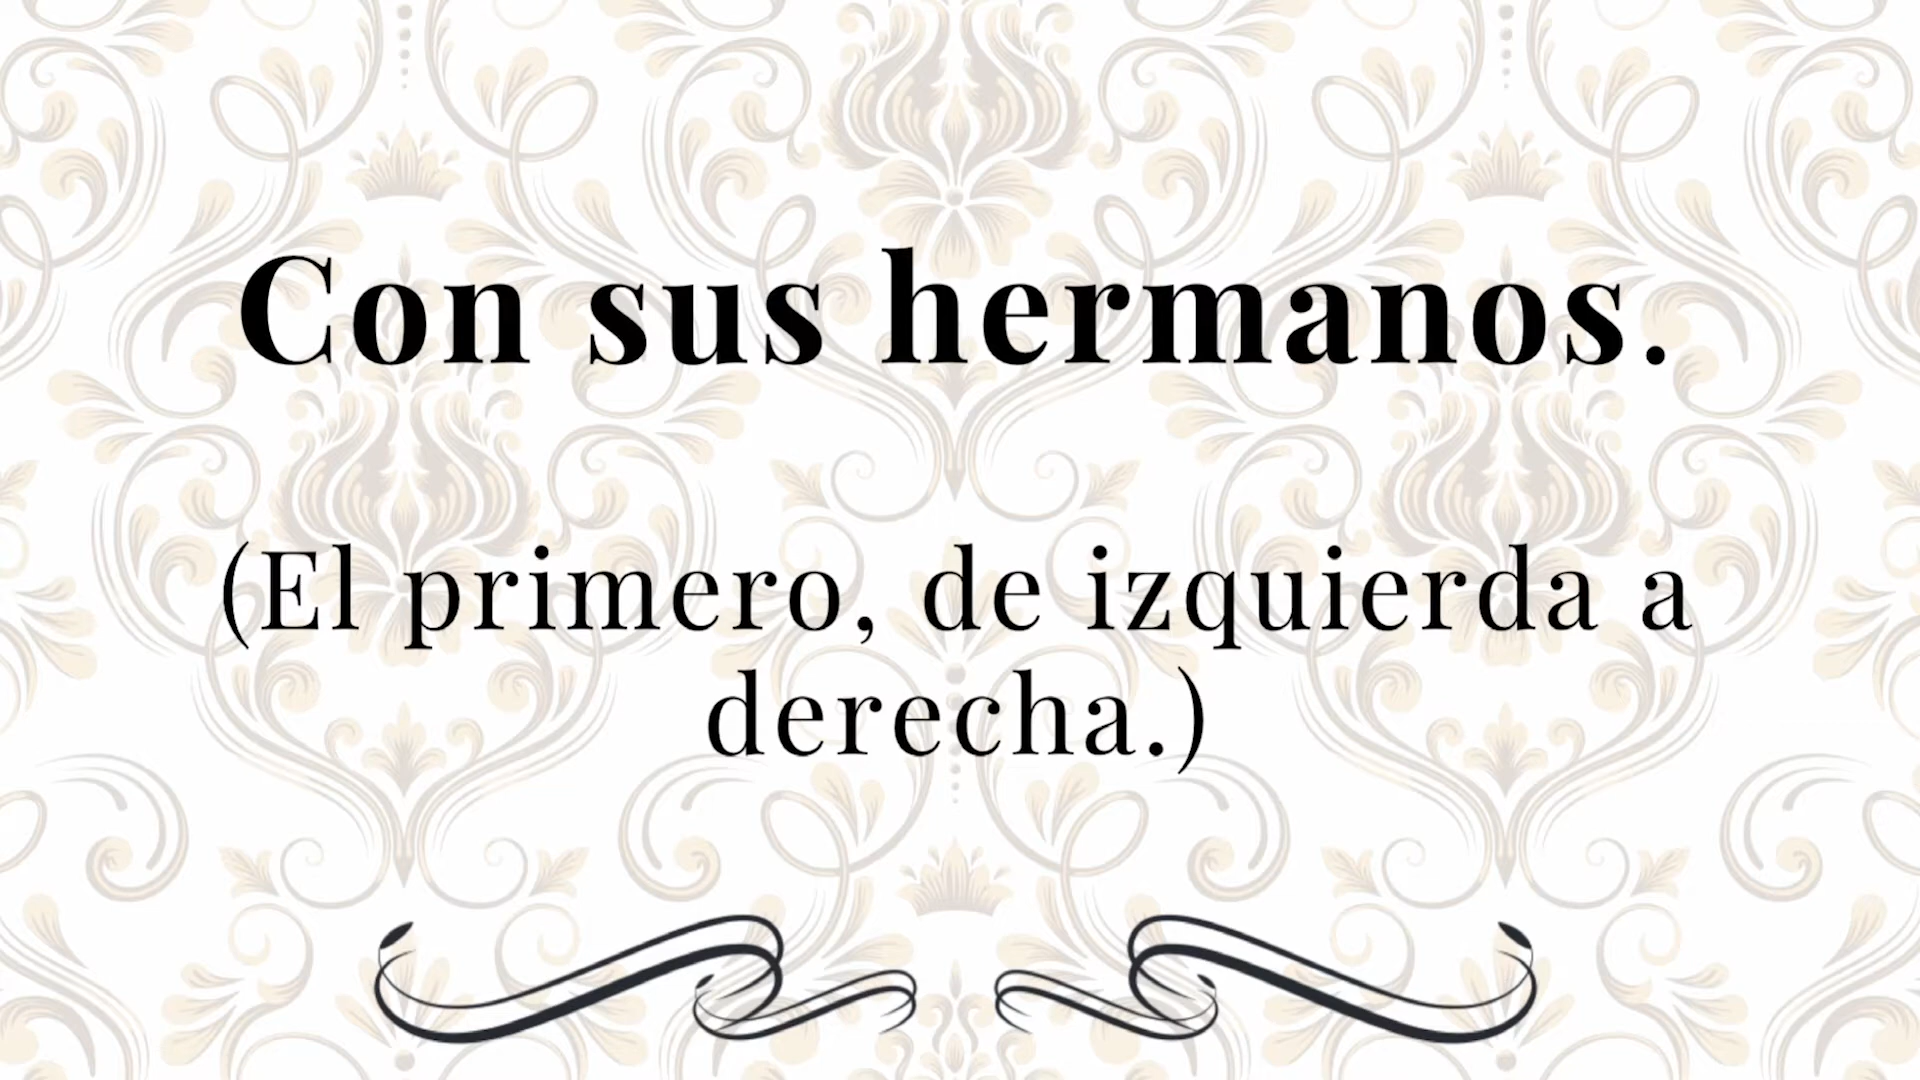 Con sus hermanos.
(El primero, de izquierda a
derecha.)